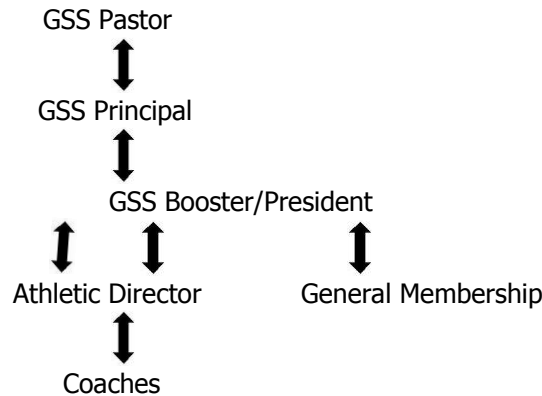 GSS Pastor
GSS Principal
GSS Booster/President
Athletic Director General Membership
Coaches